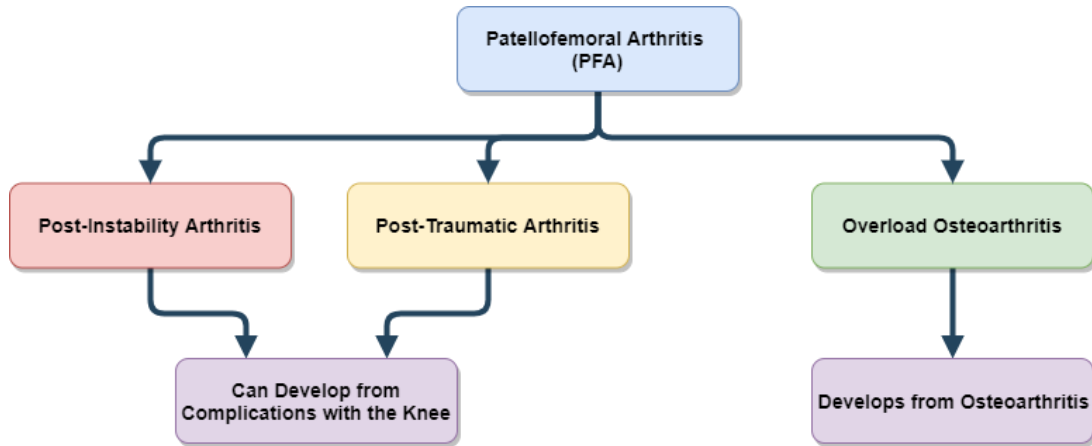 Patellofemoral Arthritis
(PFA)
Post-Instability Arthritis
Post-Traumatic Arthritis
Overload Osteoarthritis
Can Develop from
Complications with the Knee
Develops from Osteoarthritis